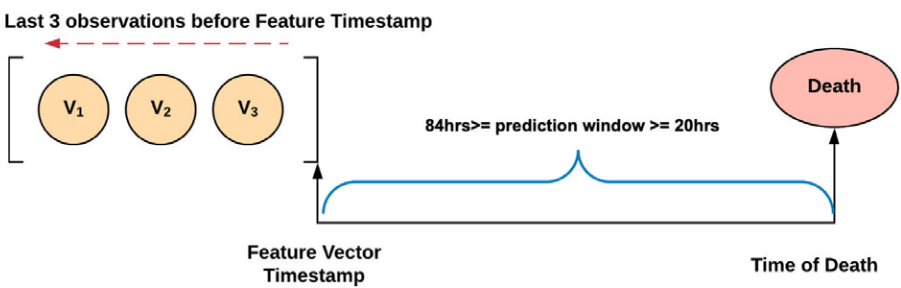 Last 3 observations before Feature Timestamp
V1 V2 V3
Death
84hrs>= prediction window >= 20hrs
Feature Vector
Timestamp
Time of Death